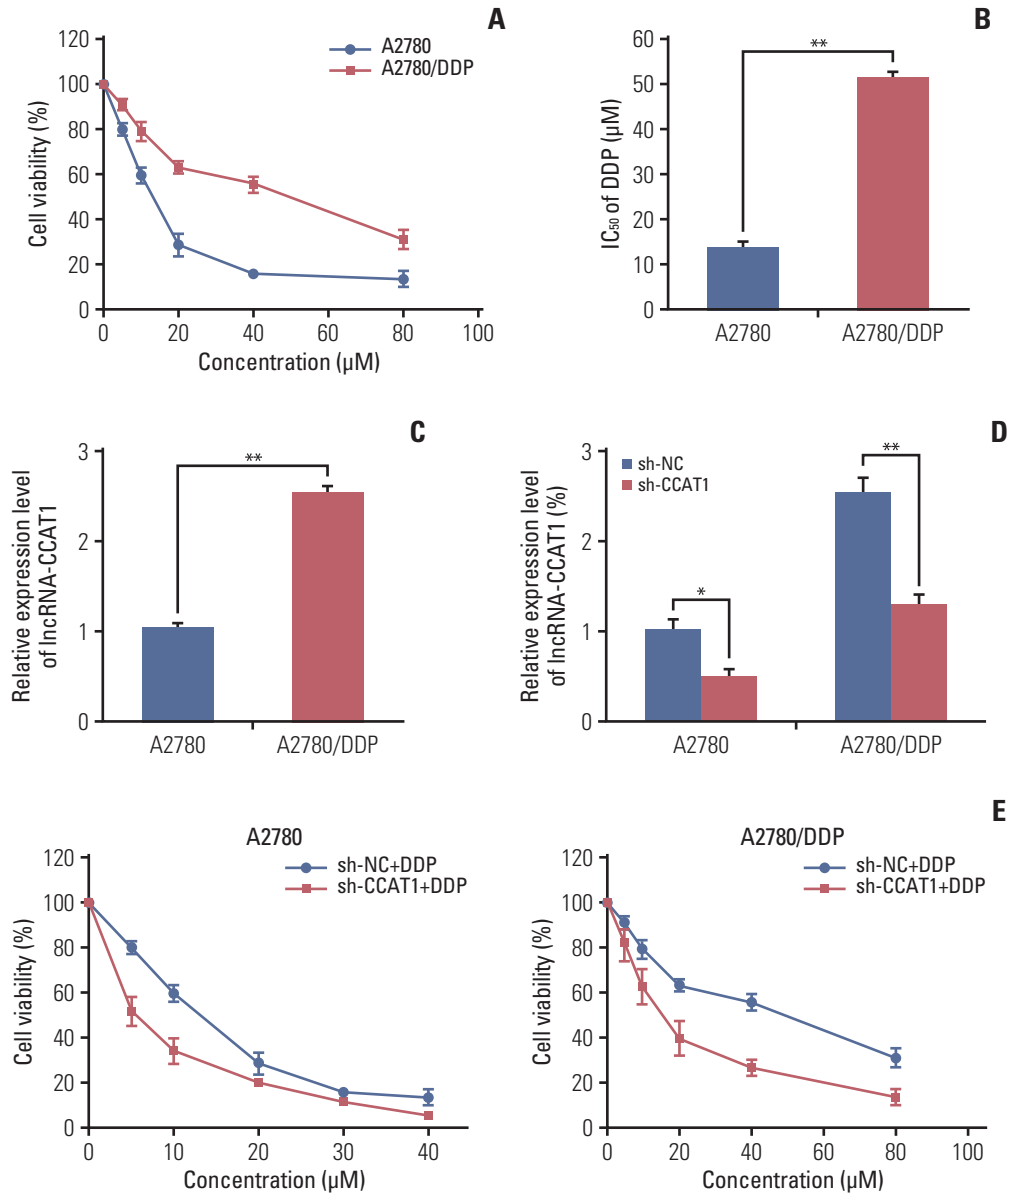 A
120
100
80
60
40
20
0
Cell viability (%)
A2780
A2780/DDP
0 20 40 60 80 100
Concentration (µM)
B
60
50
40
30
20
10
0
IC50 of DDP (µM)
**
A2780 A2780/DDP
C
3
2
1
0
Relative expression level
of lncRNA-CCAT1
**
A2780 A2780/DDP
D
3
2
1
0
Relative expression level
of lncRNA-CCAT1 (%)
sh-NC
sh-CCAT1
*
**
A2780 A2780/DDP
E
A2780
120
100
80
60
40
20
0
Cell viability (%)
sh-NC+DDP
sh-CCAT1+DDP
0 10 20 30 40
Concentration (µM)
A2780/DDP
120
100
80
60
40
20
0
Cell viability (%)
sh-NC+DDP
sh-CCAT1+DDP
0 20 40 60 80 100
Concentration (µM)